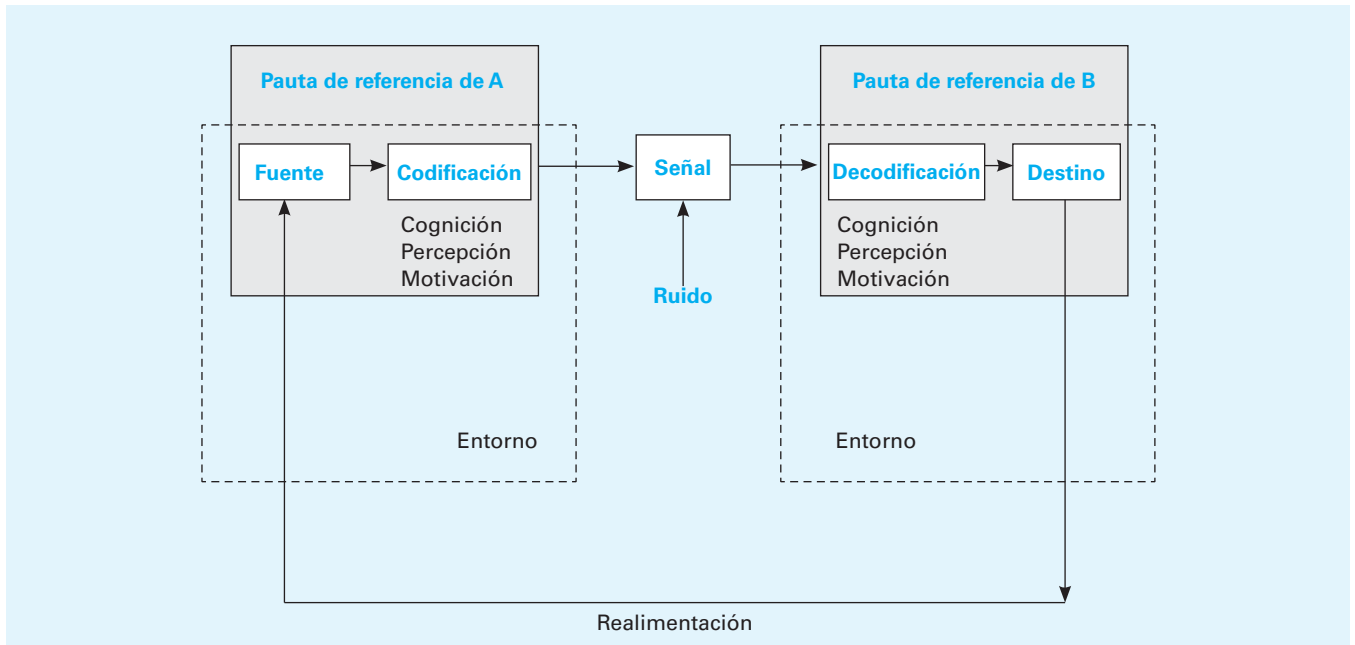 Pauta de referencia de A
Pauta de referencia de B
Fuente
Codificación
Señal
Decodificación
Destino
Cognición
Percepción
Motivación
Cognición
Percepción
Motivación
Ruido
Entorno
Entorno
Realimentación